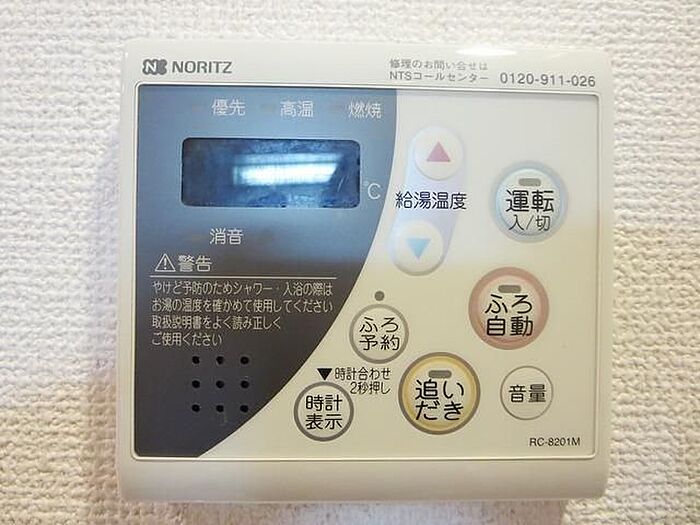 NORITZ
修理のお問い合せは
NTSコールセンター 0120-911-026
優先 高温 燃焼
℃
給湯温度
運転
入/切
消音
警告
やけど予防のためシャワー・入浴の際は
お湯の温度を確かめて使用してください
取扱説明書をよく読み正しく
ご使用ください
ふろ
自動
ふろ
予約
▼時計合わせ
2秒押し
時計
表示
追い
だき
音量
RC-8201M